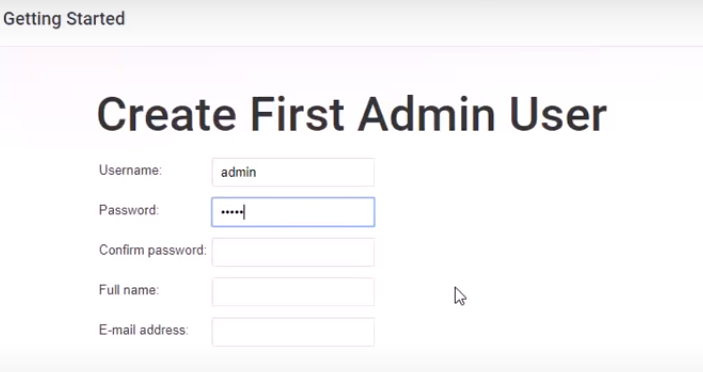 Getting Started
Create First Admin User
Username: admin
Password: •••••
Confirm password:
Full name:
E-mail address: